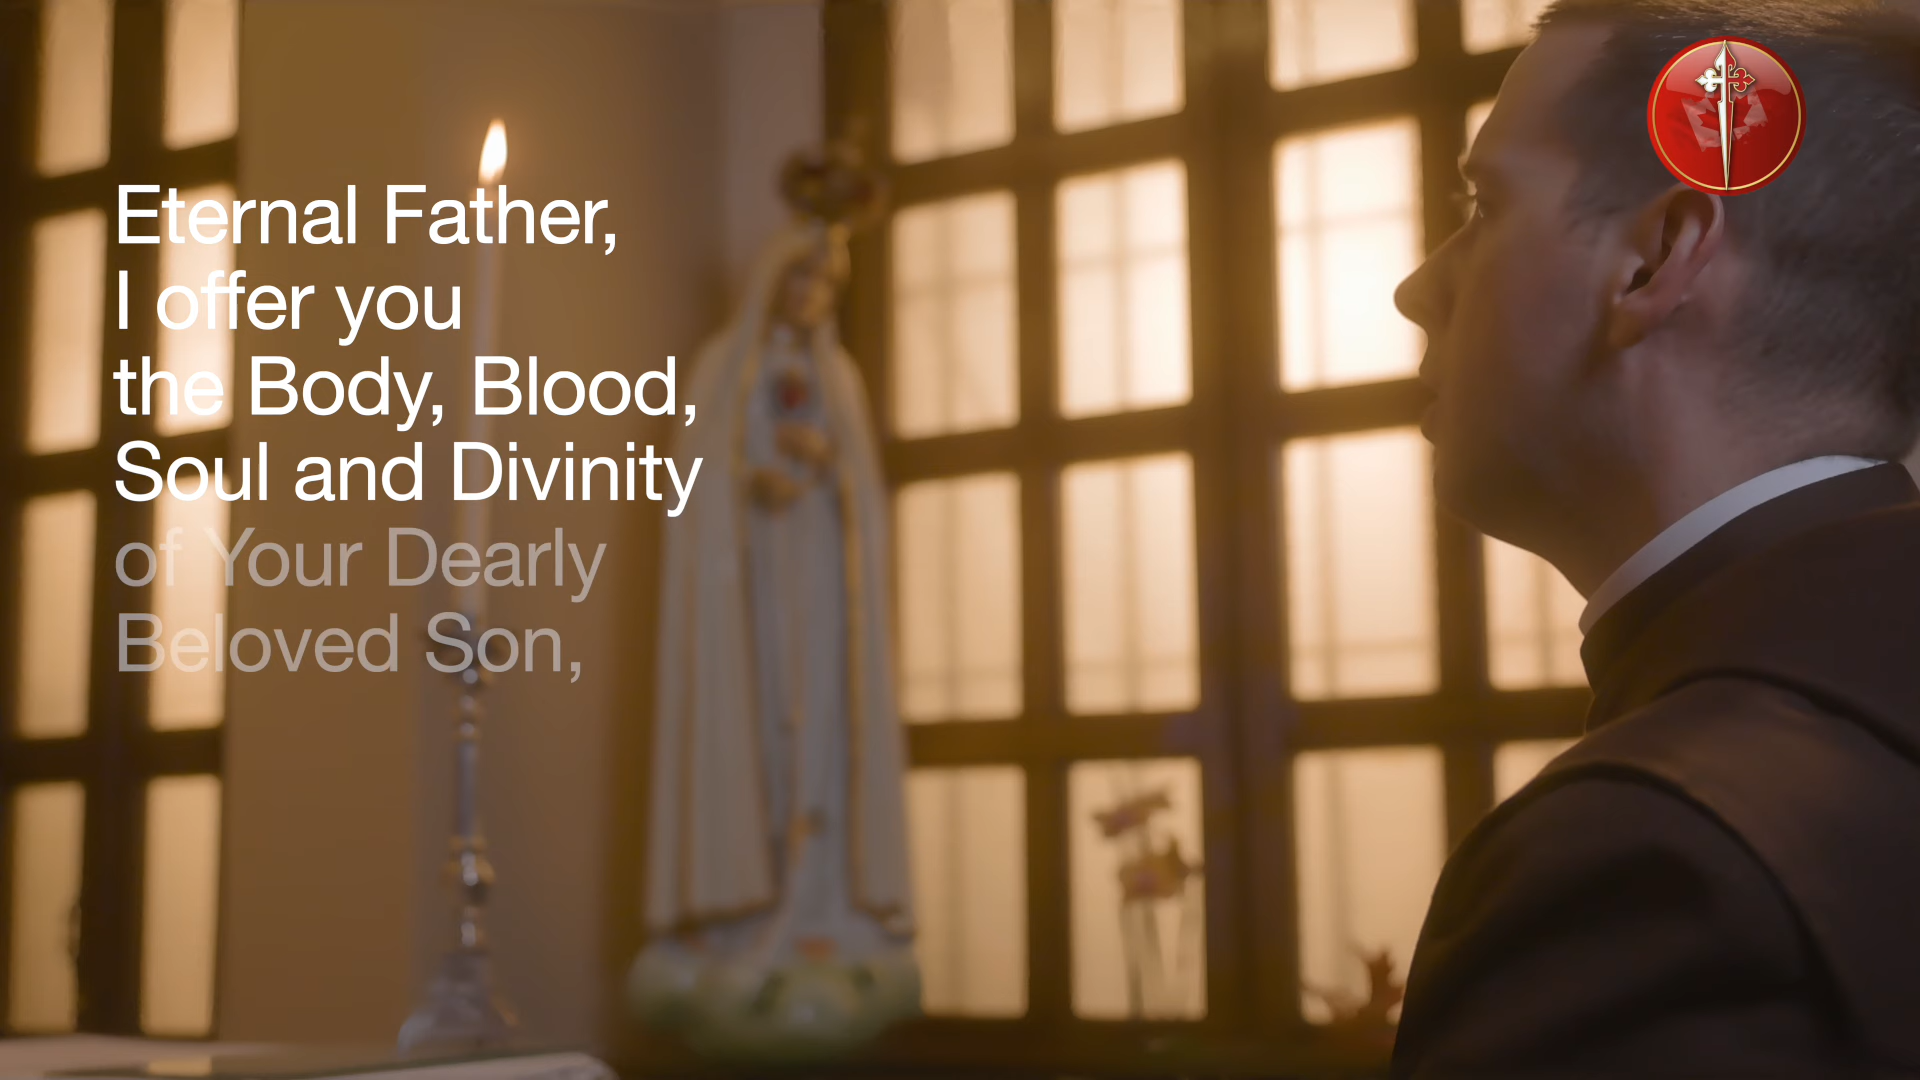 Eternal Father,
I offer you
the Body, Blood,
Soul and Divinity
of Your Dearly
Beloved Son,